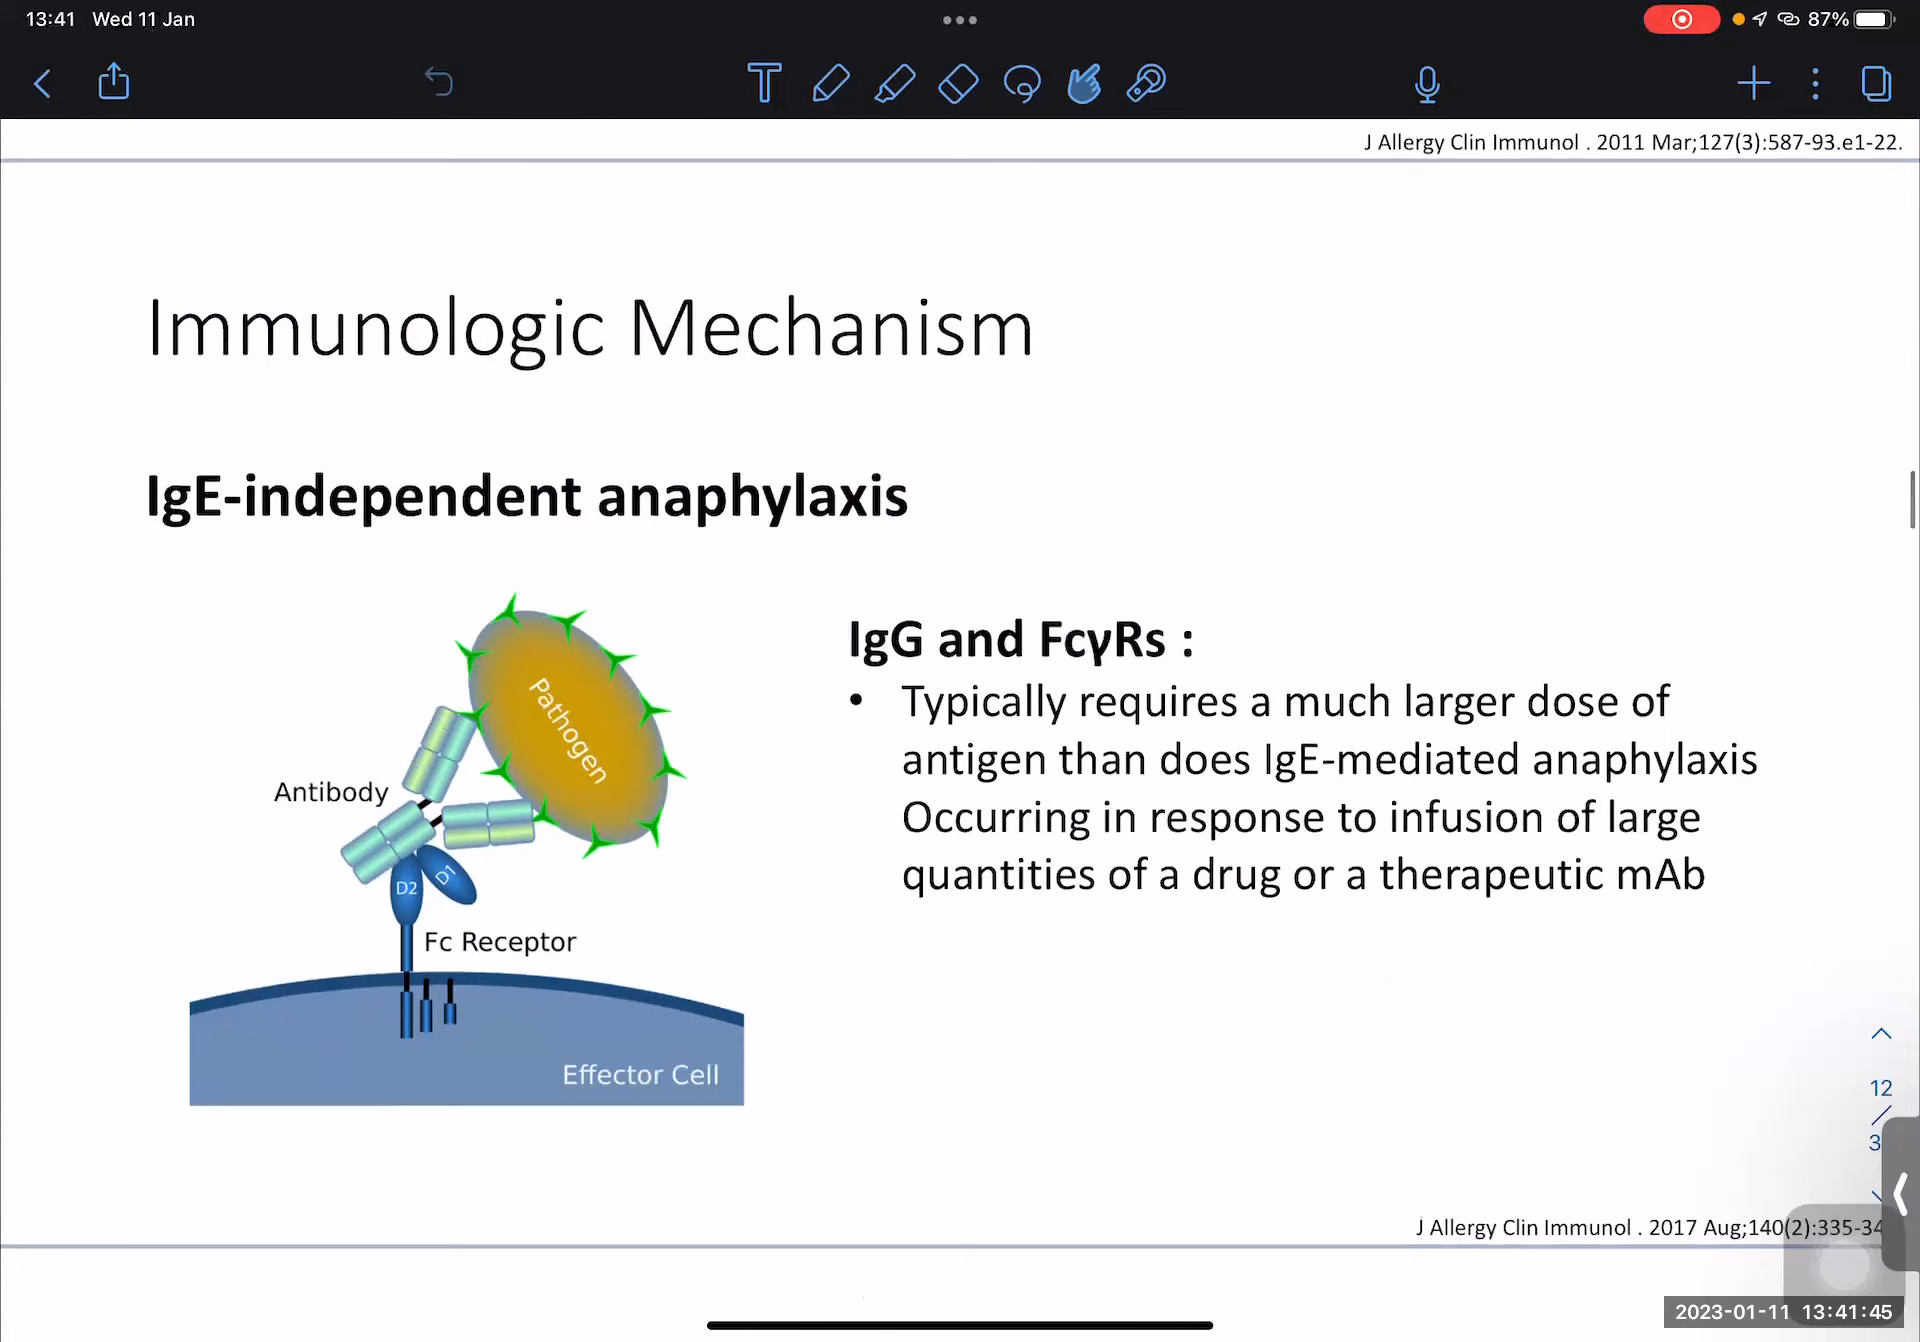 13:41 Wed 11 Jan
87%
J Allergy Clin Immunol . 2011 Mar;127(3):587-93.e1-22.
Immunologic Mechanism
IgE-independent anaphylaxis
Pathogen
Antibody
D2
D1
Fc Receptor
Effector Cell
IgG and FcγRs :
• Typically requires a much larger dose of
antigen than does IgE-mediated anaphylaxis
Occurring in response to infusion of large
quantities of a drug or a therapeutic mAb
12
J Allergy Clin Immunol . 2017 Aug;140(2):335-34
2023-01-11 13:41:45